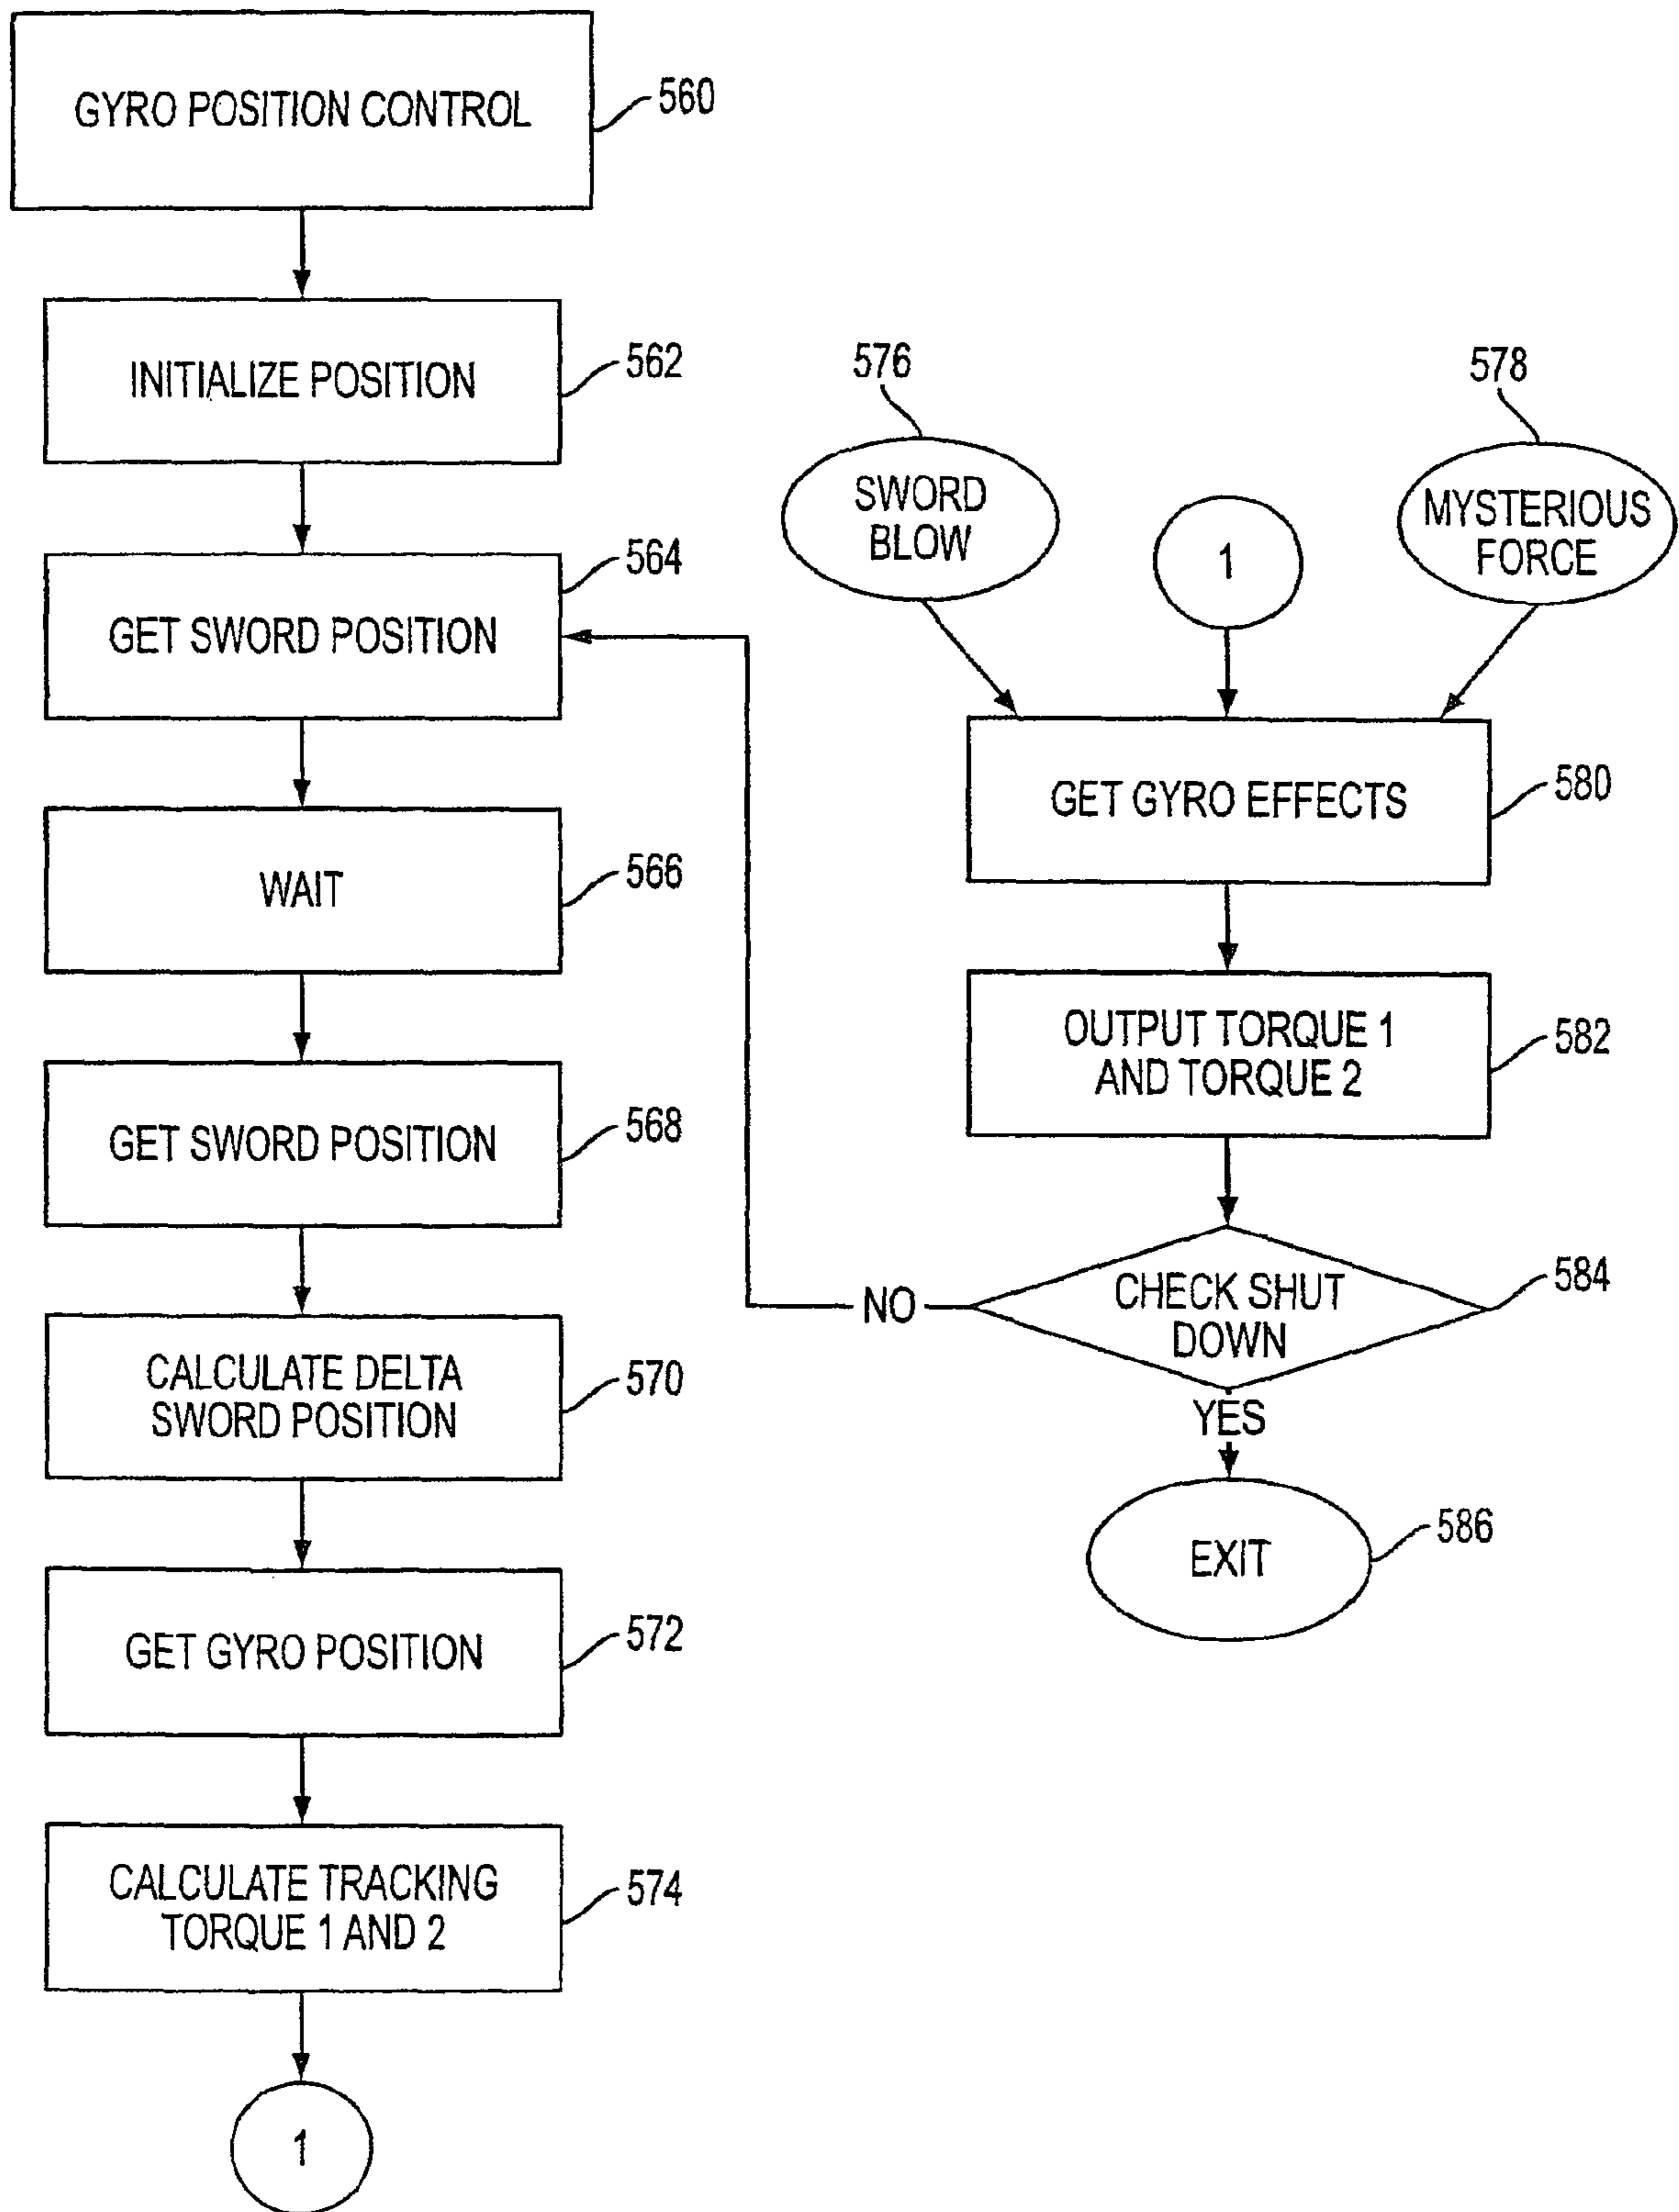 GYRO POSITION CONTROL
560
INITIALIZE POSITION
562
GET SWORD POSITION
564
WAIT
566
GET SWORD POSITION
568
CALCULATE DELTA
SWORD POSITION
570
GET GYRO POSITION
572
CALCULATE TRACKING
TORQUE 1 AND 2
574
1
576
SWORD
BLOW
1
578
MYSTERIOUS
FORCE
GET GYRO EFFECTS
580
OUTPUT TORQUE 1
AND TORQUE 2
582
CHECK SHUT
DOWN
584
NO
YES
EXIT
586